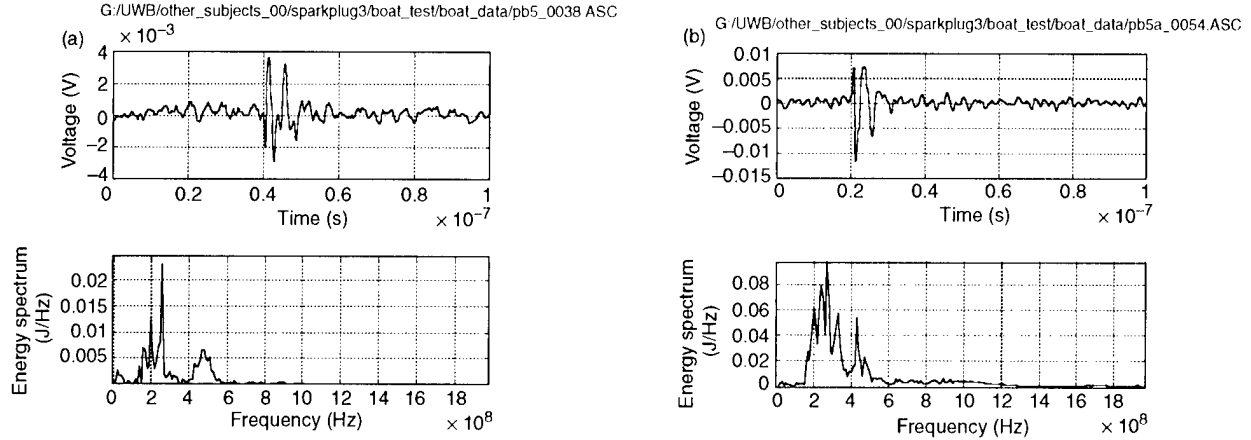 G:/UWB/other_subjects_00/sparkplug3/boat_test/boat_data/pb5_0038 ASC
(a)
× 10⁻³
4
2
0
−2
−4
Voltage (V)
0 0.2 0.4 0.6 0.8 1
Time (s)
× 10⁻⁷
0.02
0.015
0.01
0.005
Energy spectrum
(J/Hz)
0 2 4 6 8 10 12 14 16 18
Frequency (Hz)
× 10⁸
G·/UWB/other_subjects_00/sparkplug3/boat_test/boat_data/pb5a_0054.ASC
(b)
0.01
0.005
0
−0.005
−0.01
−0.015
Voltage (V)
0 0.2 0.4 0.6 0.8 1
Time (s)
× 10⁻⁷
0.08
0.06
0.04
0.02
0
Energy spectrum
(J/Hz)
0 2 4 6 8 10 12 14 16 18
Frequency (Hz)
× 10⁸